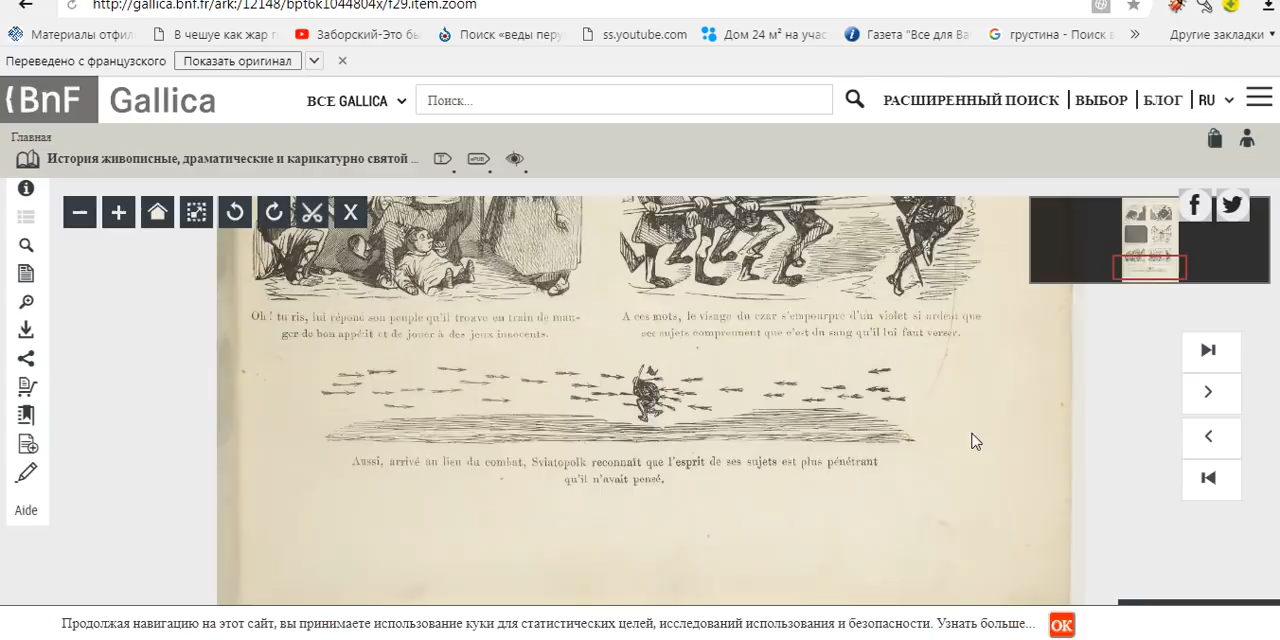 http://gallica.bnf.fr/ark:/12148/bpt6k1044804x/f29.item.zoom
Материалы отфил
В чешуе как жар г
Заборский-Это бы
Поиск «веды перу
ss.youtube.com
Дом 24 м² на учас
Газета "Все для Ва
грустина - Поиск в
»
Другие закладки
Переведено с французского
Показать оригинал
BnF Gallica
ВСЕ GALLICA
Поиск...
РАСШИРЕННЫЙ ПОИСК
ВЫБОР
БЛОГ
RU
Главная
История живописные, драматические и карикатурно святой ...
Oh ! tu ris, lui répond son peuple qu'il trouve en train de man-
ger de bon appétit et de jouer à des jeux innocents.
A ces mots, le visage du czar s'empourpre d'un violet si ardent que
ses sujets comprennent que c'est du sang qu'il lui faut verser.
Aussi, arrivé au lieu du combat, Sviatopolk reconnaît que l'esprit de ses sujets est plus pénétrant
qu'il n'avait pensé.
Aide
Продолжая навигацию на этот сайт, вы принимаете использование куки для статистических целей, исследований использования и безопасности. Узнать больше...
OK